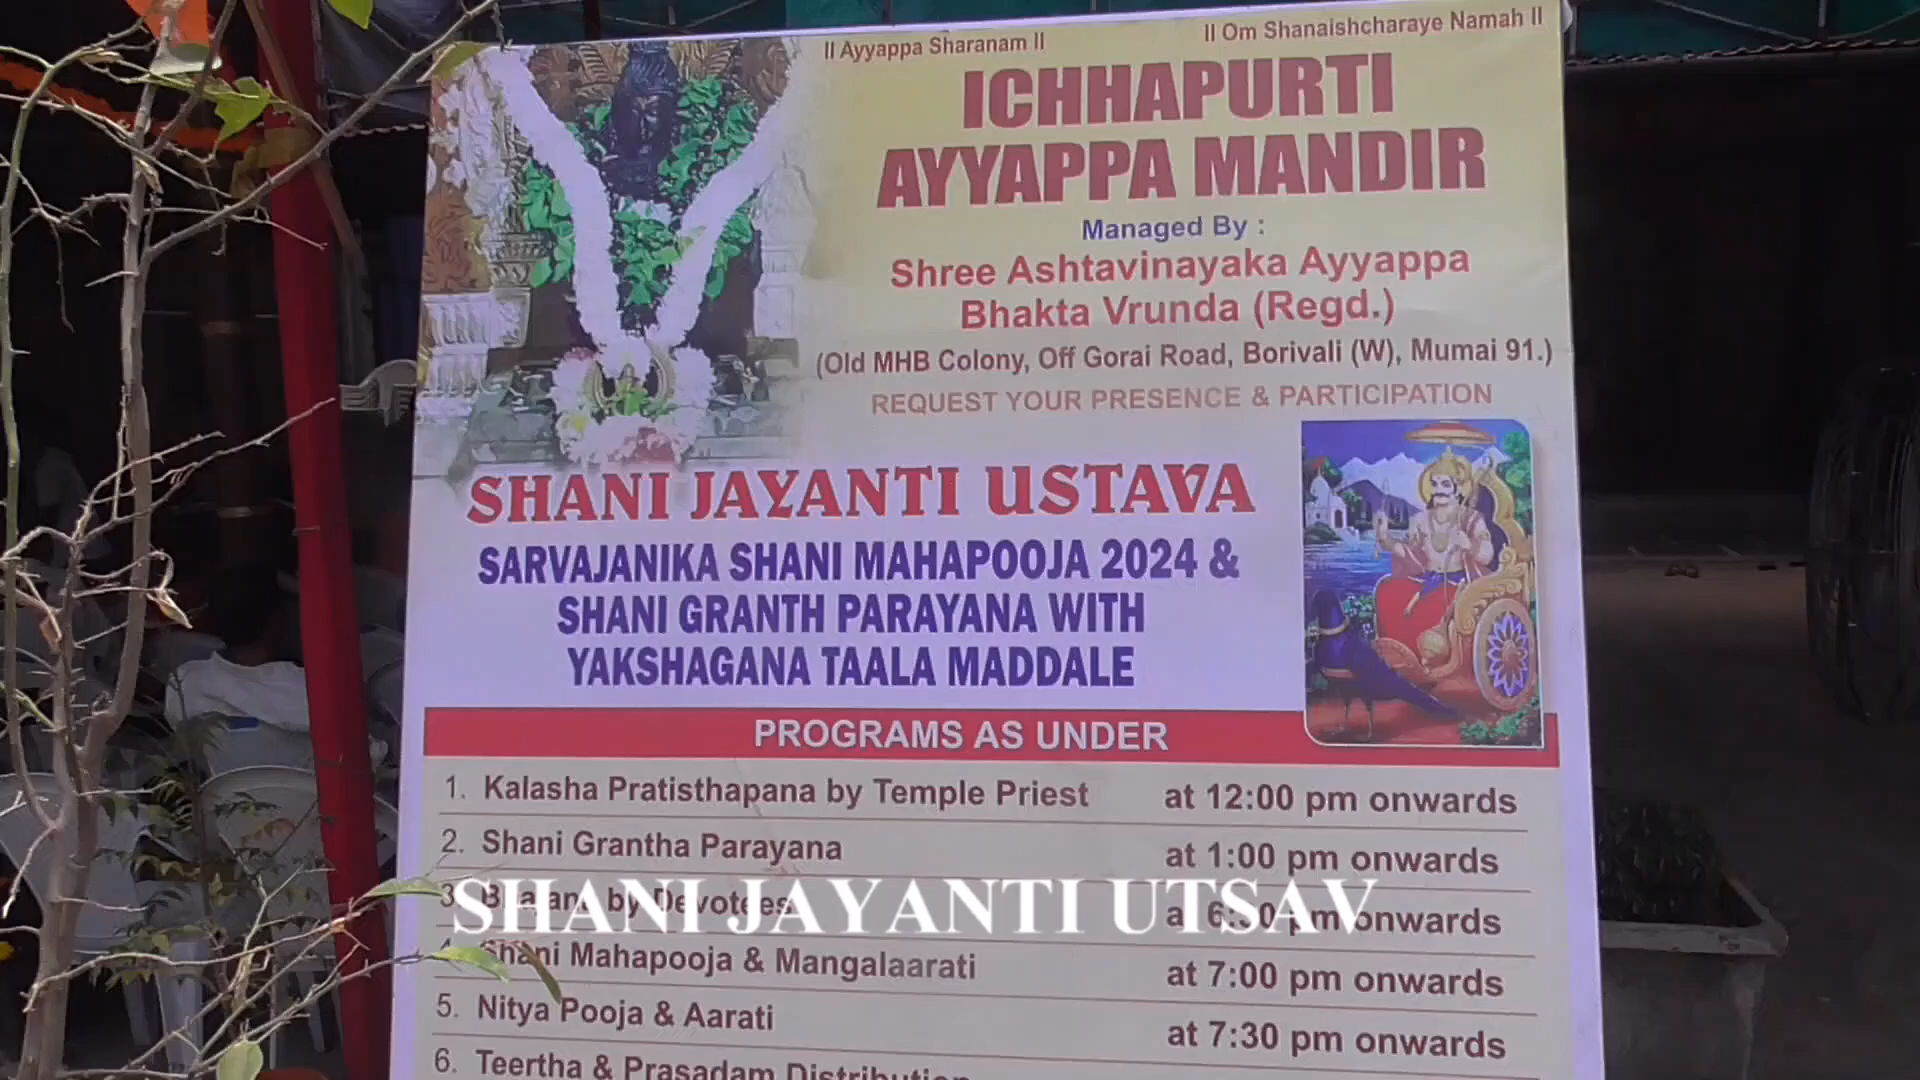 II Ayyappa Sharanam II
II Om Shanaishcharaye Namah II
ICHHAPURTI
AYYAPPA MANDIR
Managed By :
Shree Ashtavinayaka Ayyappa
Bhakta Vrunda (Regd.)
(Old MHB Colony, Off Gorai Road, Borivali (W), Mumai 91.)
REQUEST YOUR PRESENCE & PARTICIPATION
SHANI JAYANTI USTAVA
SARVAJANIKA SHANI MAHAPOOJA 2024 &
SHANI GRANTH PARAYANA WITH
YAKSHAGANA TAALA MADDALE
PROGRAMS AS UNDER
1. Kalasha Pratisthapana by Temple Priest at 12:00 pm onwards
2. Shani Grantha Parayana at 1:00 pm onwards
3. by Devotees at 6:30 pm onwards
SHANI JAYANTI UTSAV
4. Shani Mahapooja & Mangalaarati at 7:00 pm onwards
5. Nitya Pooja & Aarati at 7:30 pm onwards
6. Teertha & Prasadam Distribution